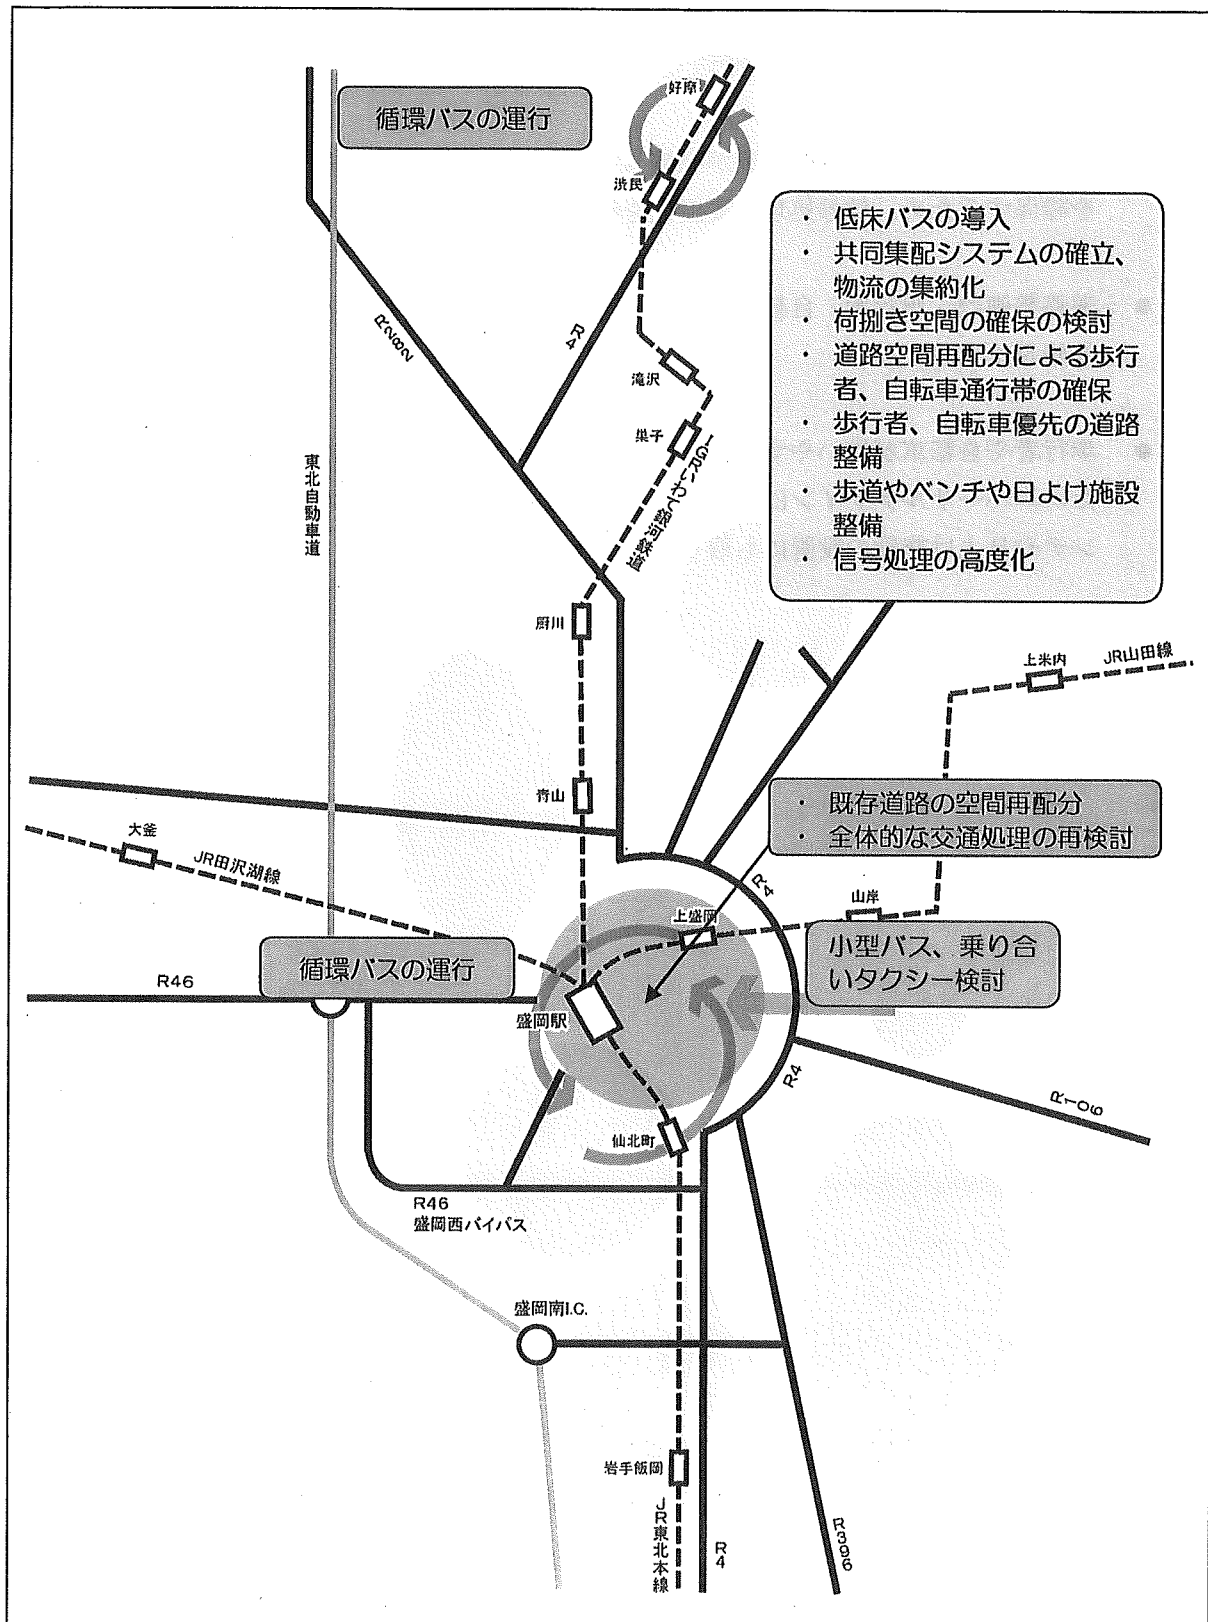 好摩
循環バスの運行
渋民
・ 低床バスの導入
・ 共同集配システムの確立、
物流の集約化
・ 荷捌き空間の確保の検討
・ 道路空間再配分による歩行
者、自転車通行帯の確保
・ 歩行者、自転車優先の道路
整備
・ 歩道やベンチや日よけ施設
整備
・ 信号処理の高度化
R282
R4
滝沢
巣子
東北自動車道
IGRいわて銀河鉄道
厨川
上米内
JR山田線
青山
・ 既存道路の空間再配分
・ 全体的な交通処理の再検討
大釜
JR田沢湖線
R4
山岸
上盛岡
循環バスの運行
小型バス、乗り合
いタクシー検討
R46
盛岡駅
R4
R106
仙北町
R46
盛岡西バイパス
盛岡南I.C.
岩手飯岡
JR東北本線
R4
R396